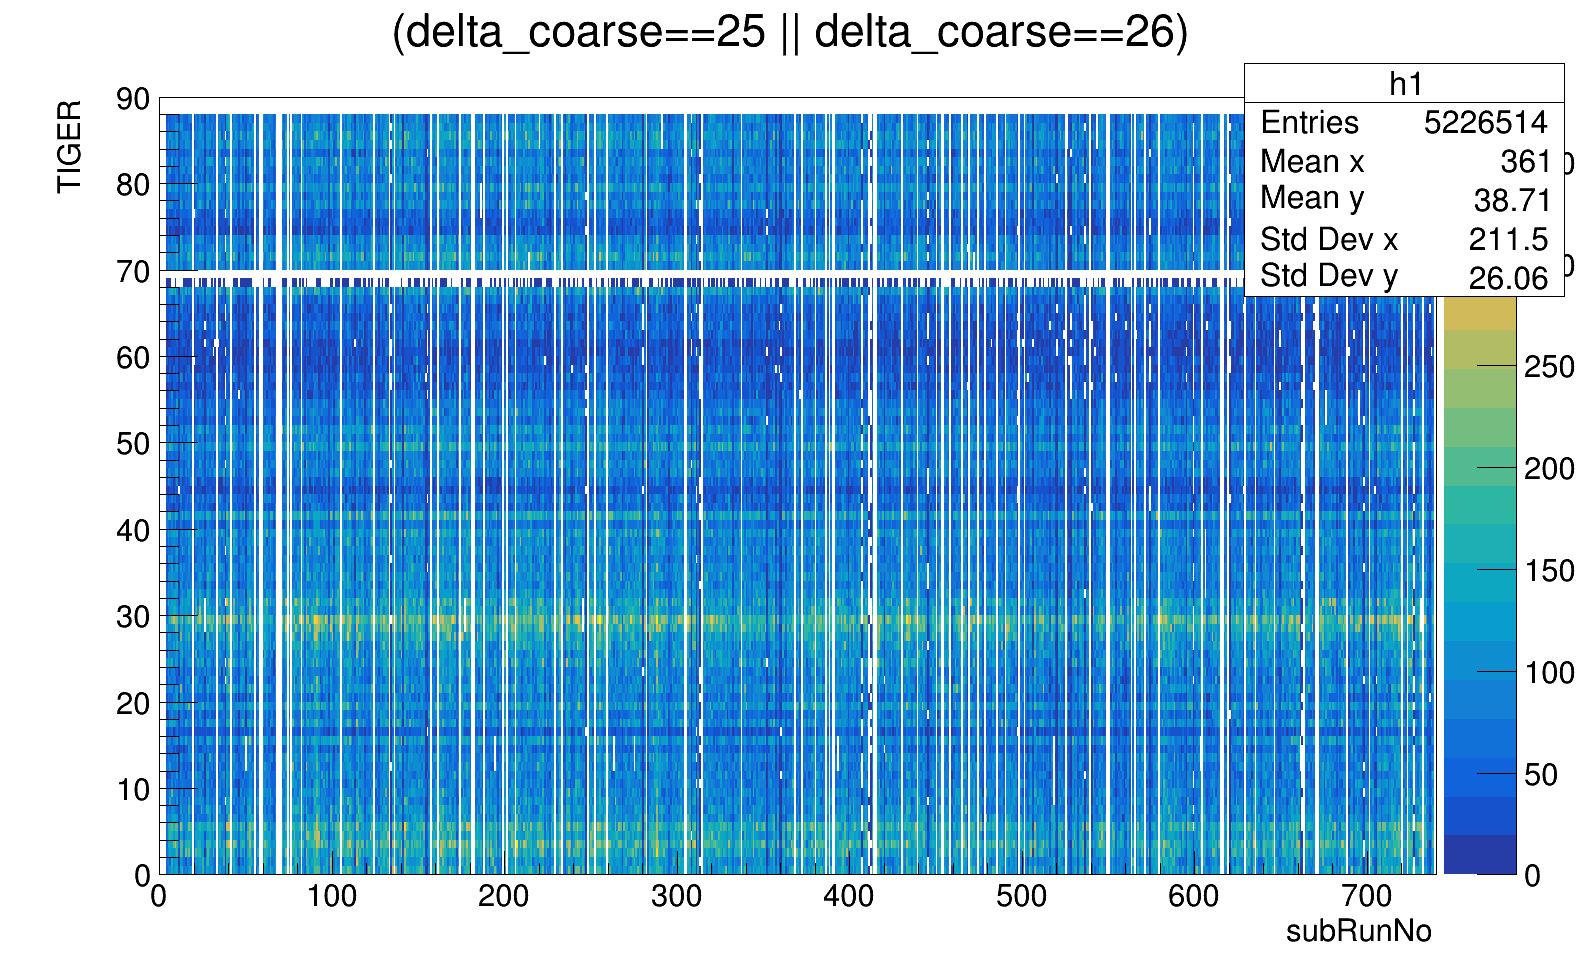 (delta_coarse==25 || delta_coarse==26)
h1
Entries 5226514
Mean x 361
Mean y 38.71
Std Dev x 211.5
Std Dev y 26.06
TIGER
90
80
70
60
50
40
30
20
10
0
0 100 200 300 400 500 600 700
subRunNo
250
200
150
100
50
0